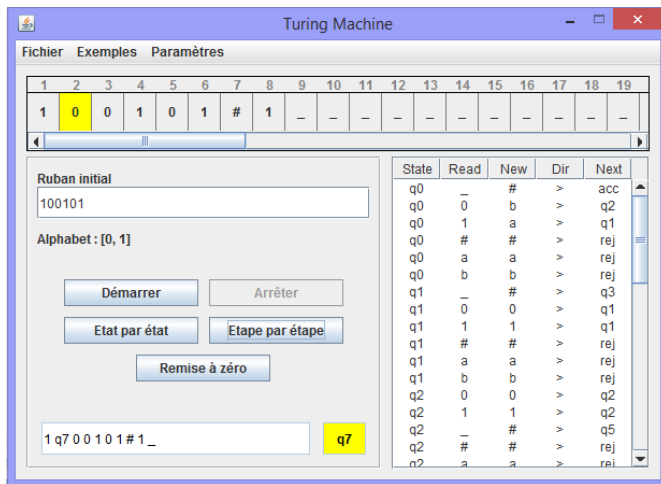 Turing Machine
Fichier Exemples Paramètres
1 2 3 4 5 6 7 8 9 10 11 12 13 14 15 16 17 18 19
1 0 0 1 0 1 # 1 _ _ _ _ _ _ _ _ _ _ _
Ruban initial
100101
Alphabet : [0, 1]
Démarrer Arrêter
Etat par état Etape par étape
Remise à zéro
1 q7 0 0 1 0 1 # 1 _ q7
State Read New Dir Next
q0 _ # > acc
q0 0 b > q2
q0 1 a > q1
q0 # # > rej
q0 a a > rej
q0 b b > rej
q1 _ # > q3
q1 0 0 > q1
q1 1 1 > q1
q1 # # > rej
q1 a a > rej
q1 b b > rej
q2 0 0 > q2
q2 1 1 > q2
q2 _ # > q5
q2 # # > rej
q2 a a > rej